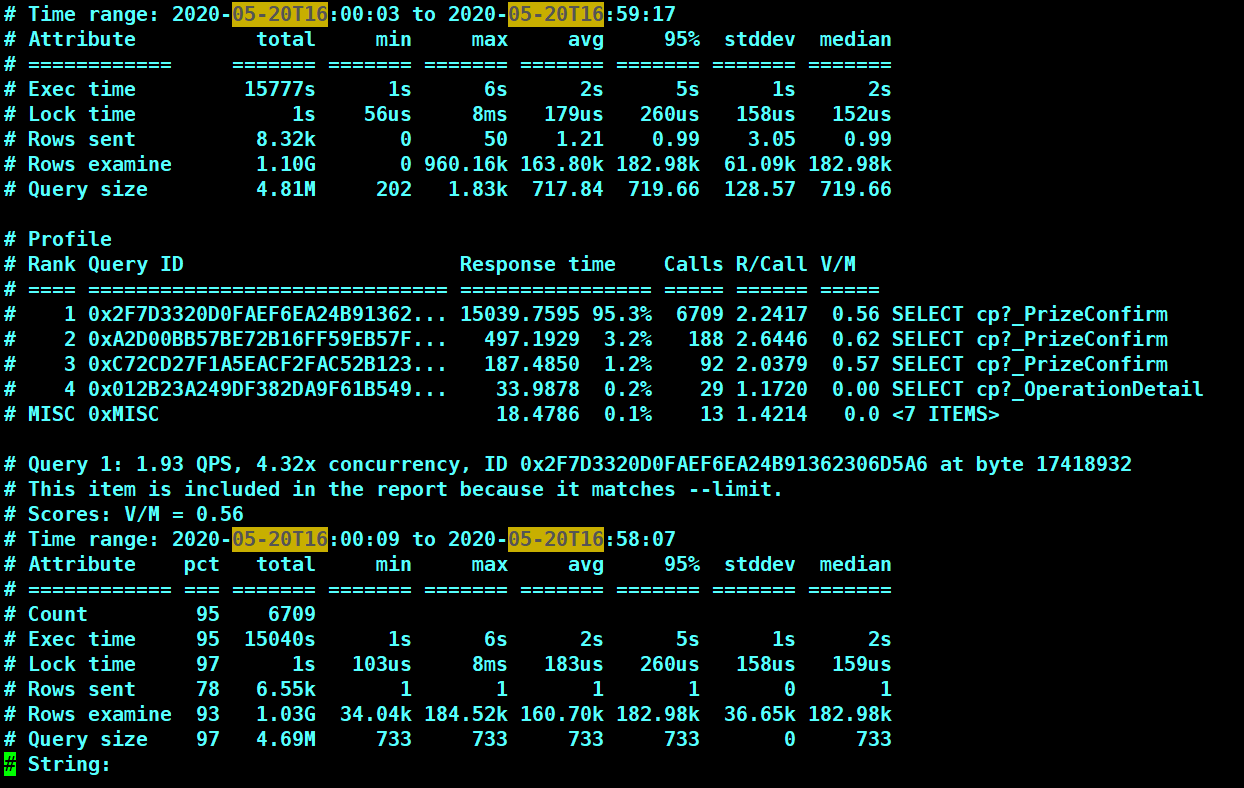 # Time range: 2020-05-20T16:00:03 to 2020-05-20T16:59:17
# Attribute          total     min     max     avg     95%  stddev  median
# ============     ======= ======= ======= ======= ======= ======= =======
# Exec time         15777s      1s      6s      2s      5s      1s      2s
# Lock time             1s    56us     8ms   179us   260us   158us   152us
# Rows sent          8.32k       0      50    1.21    0.99    3.05    0.99
# Rows examine       1.10G       0 960.16k 163.80k 182.98k  61.09k 182.98k
# Query size         4.81M     202   1.83k  717.84  719.66  128.57  719.66
# Profile
# Rank Query ID                       Response time    Calls R/Call V/M
# ==== ============================== ================ ===== ====== =====
#    1 0x2F7D3320D0FAEF6EA24B91362... 15039.7595 95.3%  6709 2.2417  0.56 SELECT cp?_PrizeConfirm
#    2 0xA2D00BB57BE72B16FF59EB57F...   497.1929  3.2%   188 2.6446  0.62 SELECT cp?_PrizeConfirm
#    3 0xC72CD27F1A5EACF2FAC52B123...   187.4850  1.2%    92 2.0379  0.57 SELECT cp?_PrizeConfirm
#    4 0x012B23A249DF382DA9F61B549...    33.9878  0.2%    29 1.1720  0.00 SELECT cp?_OperationDetail
# MISC 0xMISC                            18.4786  0.1%    13 1.4214   0.0 <7 ITEMS>
# Query 1: 1.93 QPS, 4.32x concurrency, ID 0x2F7D3320D0FAEF6EA24B91362306D5A6 at byte 17418932
# This item is included in the report because it matches --limit.
# Scores: V/M = 0.56
# Time range: 2020-05-20T16:00:09 to 2020-05-20T16:58:07
# Attribute    pct   total     min     max     avg     95%  stddev  median
# ============ === ======= ======= ======= ======= ======= ======= =======
# Count         95    6709
# Exec time     95  15040s      1s      6s      2s      5s      1s      2s
# Lock time     97      1s   103us     8ms   183us   260us   158us   159us
# Rows sent     78   6.55k       1       1       1       1       0       1
# Rows examine  93   1.03G  34.04k 184.52k 160.70k 182.98k  36.65k 182.98k
# Query size    97   4.69M     733     733     733     733       0     733
# String: